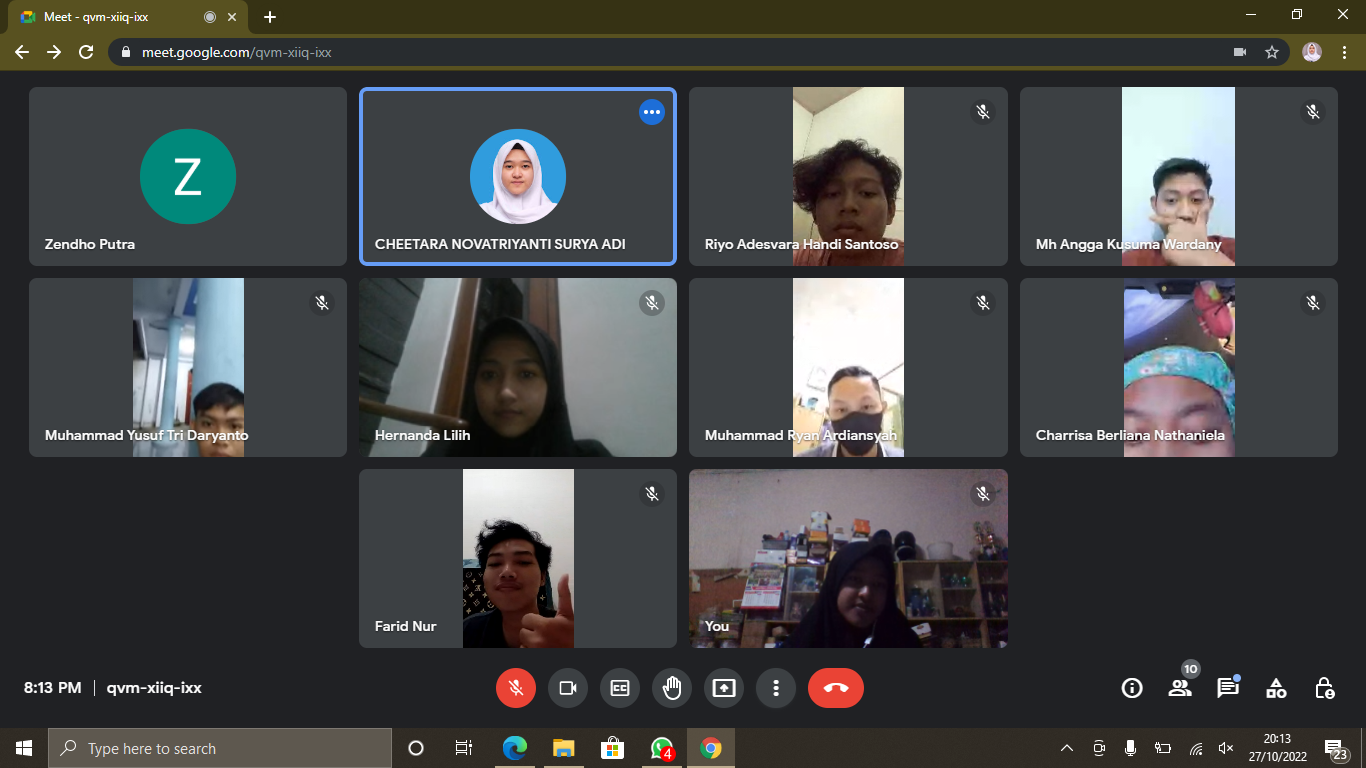 Meet - qvm-xiiq-ixx
meet.google.com/qvm-xiiq-ixx
Z
Zendho Putra
CHEETARA NOVATRIYANTI SURYA ADI
Riyo Adesvara Handi Santoso
Mh Angga Kusuma Wardany
Muhammad Yusuf Tri Daryanto
Hernanda Lilih
Muhammad Ryan Ardiansyah
Charrisa Berliana Nathaniela
Farid Nur
You
8:13 PM | qvm-xiiq-ixx
CC
10
Type here to search
4
20:13
27/10/2022
23